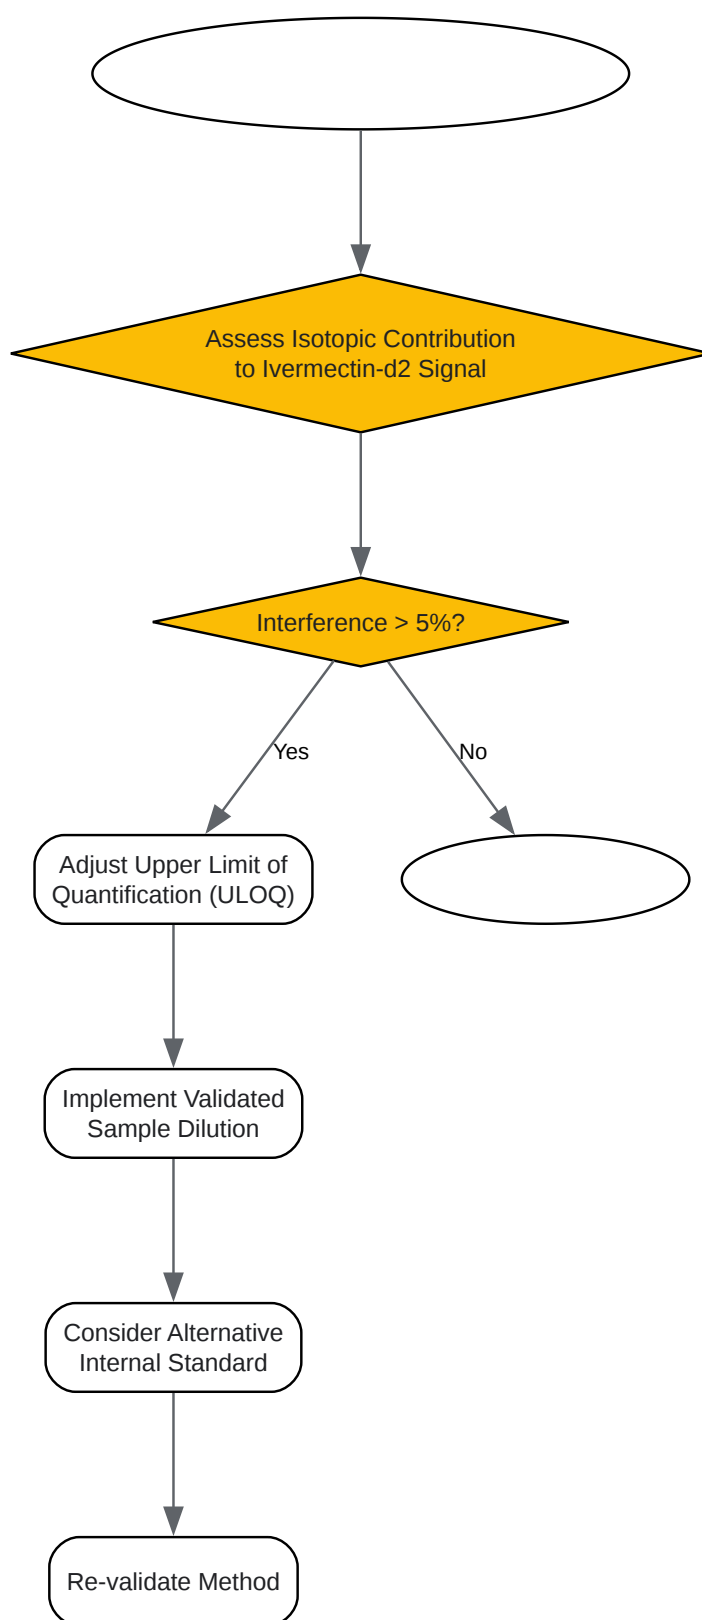 Assess Isotopic Contribution
to Ivermectin-d2 Signal
Interference > 5%?
Yes
No
Adjust Upper Limit of
Quantification (ULOQ)
Implement Validated
Sample Dilution
Consider Alternative
Internal Standard
Re-validate Method